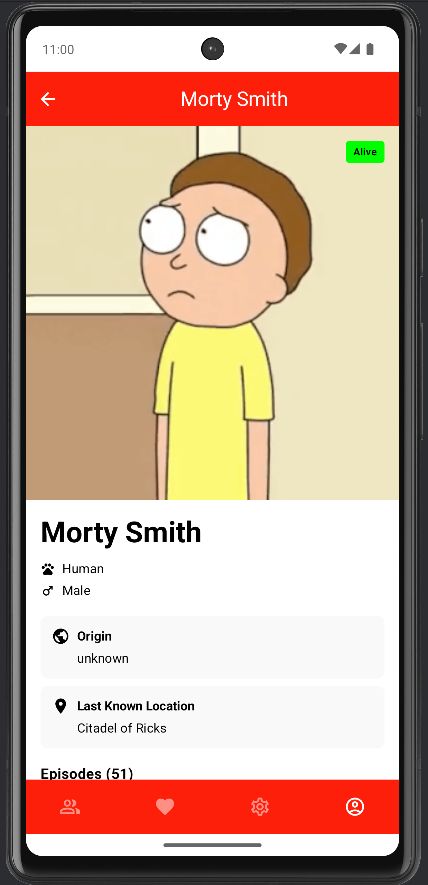 11:00
Morty Smith
Alive
Morty Smith
Human
Male
Origin
unknown
Last Known Location
Citadel of Ricks
Episodes (51)